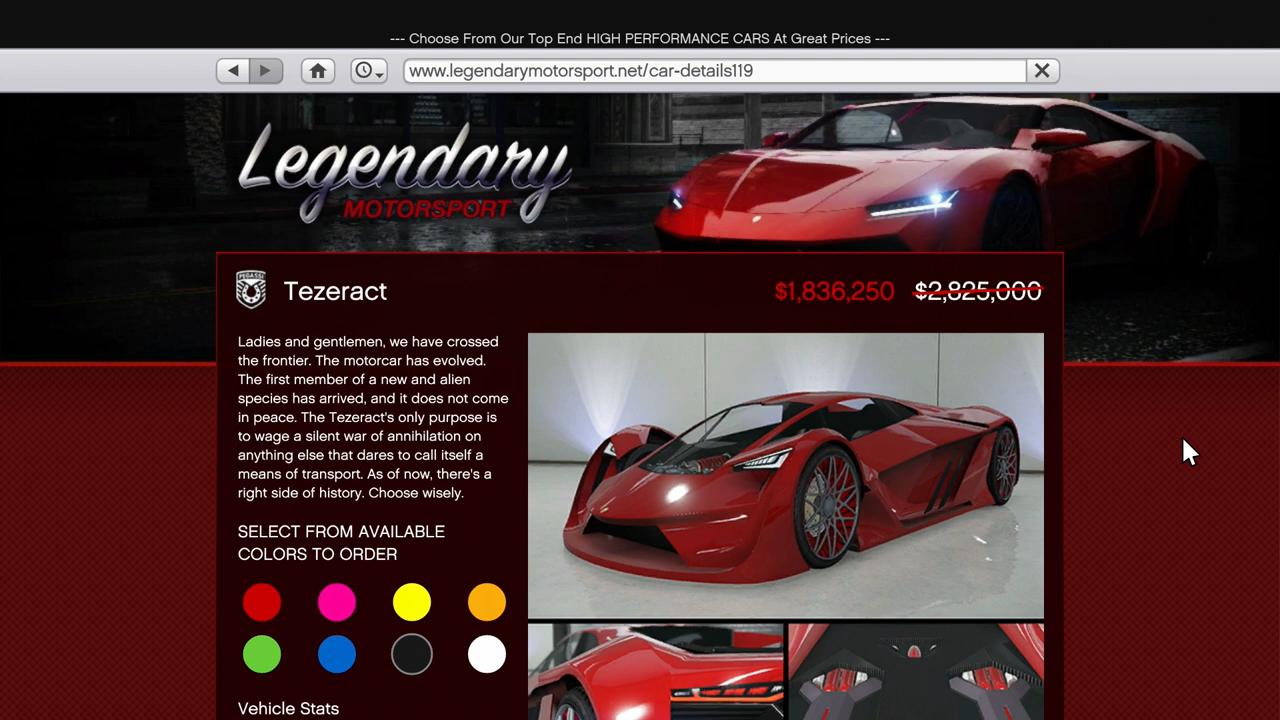 --- Choose From Our Top End HIGH PERFORMANCE CARS At Great Prices ---
www.legendarymotorsport.net/car-details119
Legendary
MOTORSPORT
PEGASSI
Tezeract
$1,836,250 $2,825,000
Ladies and gentlemen, we have crossed
the frontier. The motorcar has evolved.
The first member of a new and alien
species has arrived, and it does not come
in peace. The Tezeract's only purpose is
to wage a silent war of annihilation on
anything else that dares to call itself a
means of transport. As of now, there's a
right side of history. Choose wisely.
SELECT FROM AVAILABLE
COLORS TO ORDER
Vehicle Stats